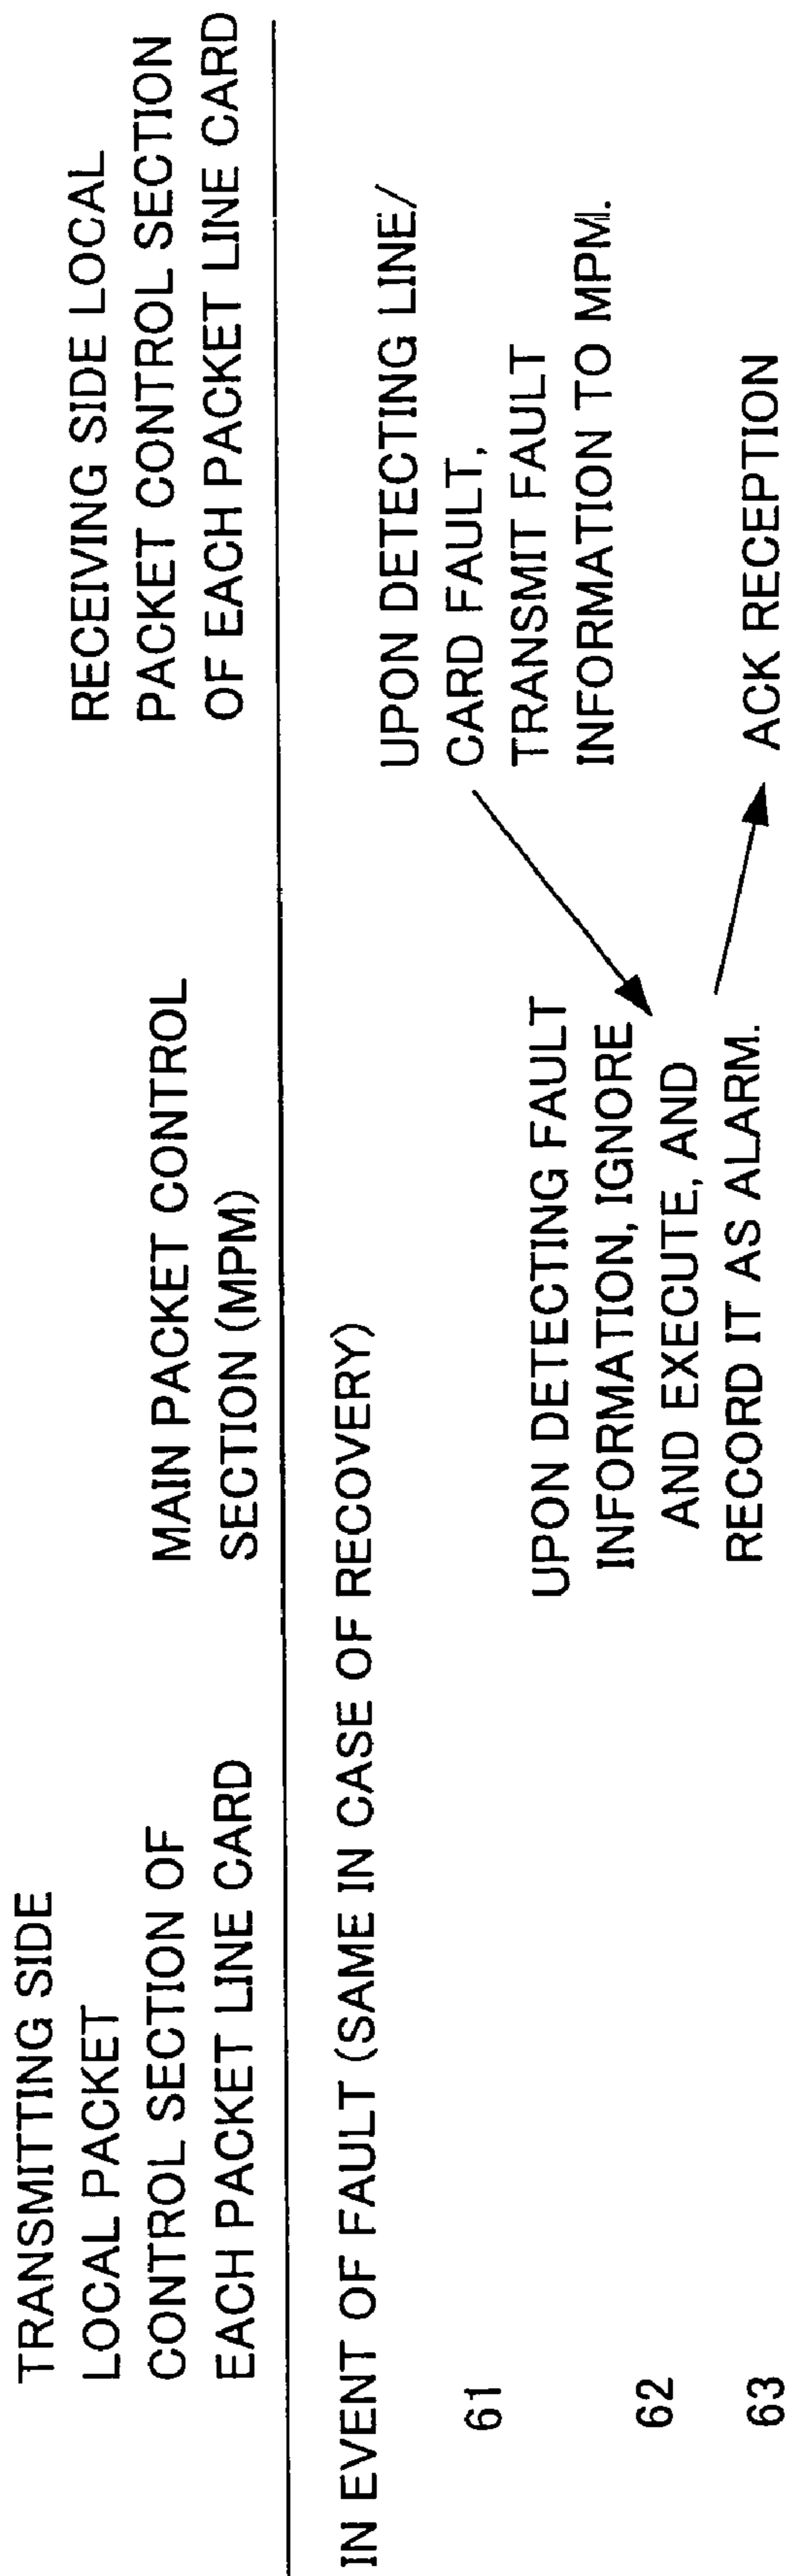 TRANSMITTING SIDE
LOCAL PACKET
CONTROL SECTION OF
EACH PACKET LINE CARD
MAIN PACKET CONTROL
SECTION (MPM)
RECEIVING SIDE LOCAL
PACKET CONTROL SECTION
OF EACH PACKET LINE CARD
IN EVENT OF FAULT (SAME IN CASE OF RECOVERY)
61
UPON DETECTING LINE/
CARD FAULT,
TRANSMIT FAULT
INFORMATION TO MPM.
62
UPON DETECTING FAULT
INFORMATION, IGNORE
AND EXECUTE, AND
RECORD IT AS ALARM.
63
ACK RECEPTION